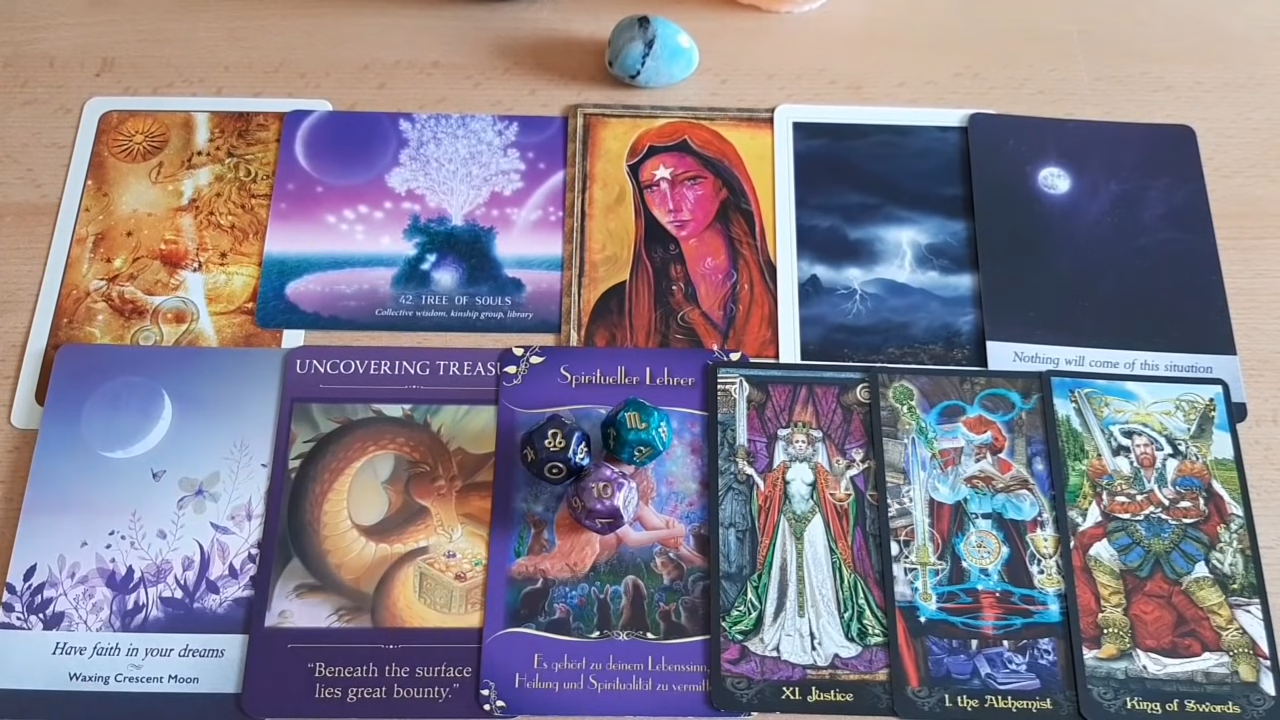 42. TREE OF SOULS
Collective wisdom, kinship group, library
Nothing will come of this situation
Have faith in your dreams
Waxing Crescent Moon
UNCOVERING TREASU
“Beneath the surface
lies great bounty.”
Spiritueller Lehrer
10
Es gehört zu deinem Lebenssinn,
Heilung und Spiritualität zu vermitt
XI. Justice
I. the Alchemist
King of Swords